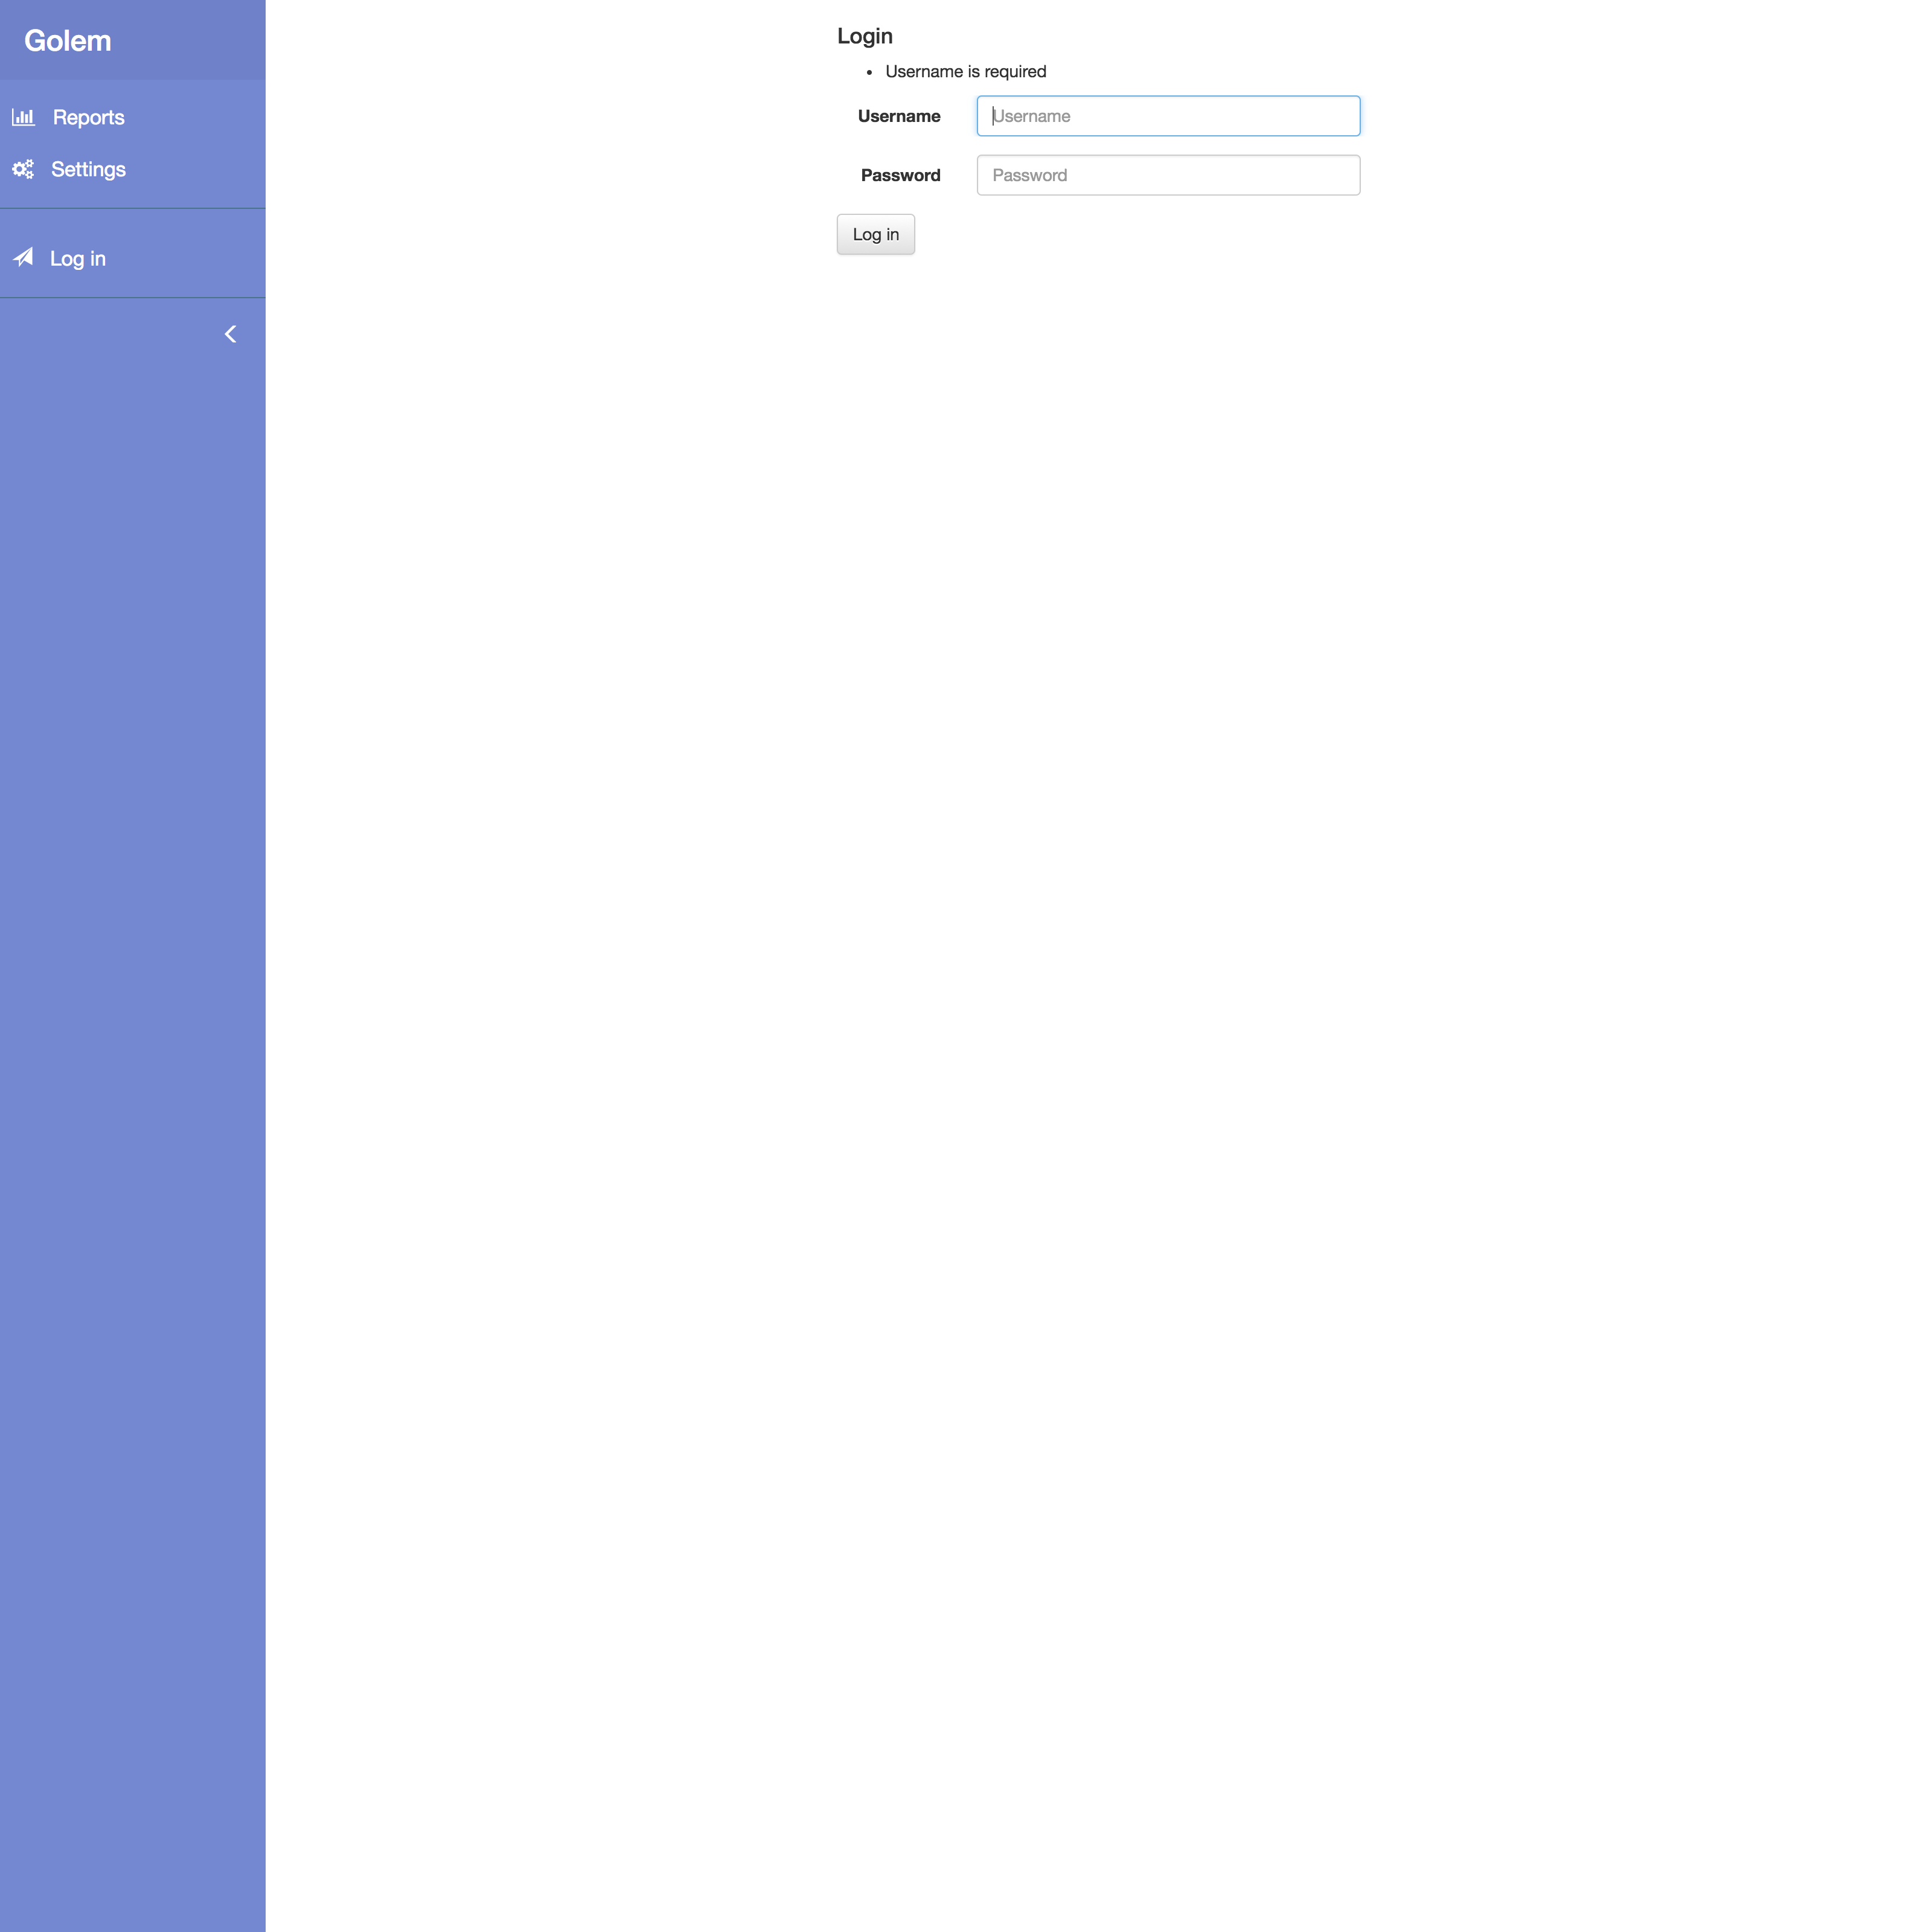 Golem
Reports
Settings
Log in
Login
Username is required
Username
Username
Password
Password
Log in